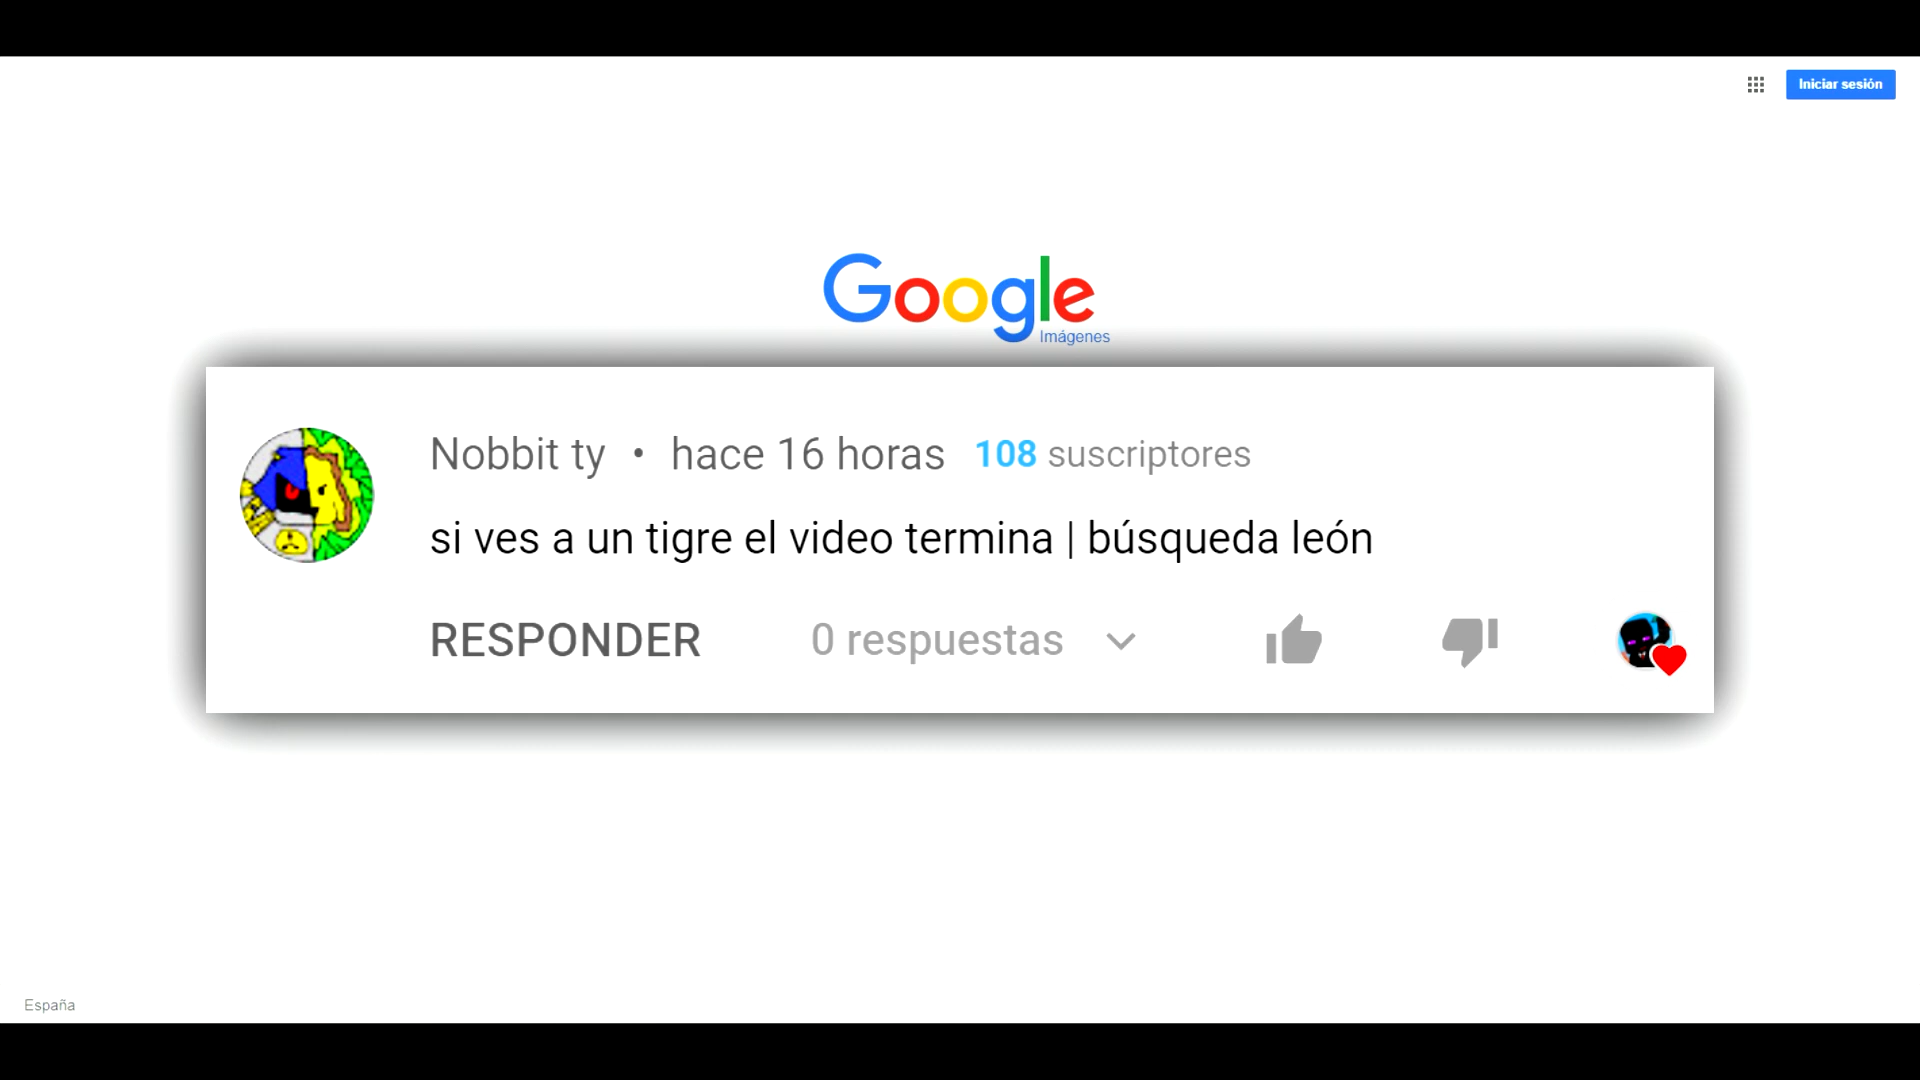 Iniciar sesión
Google
Imágenes
Nobbit ty • hace 16 horas 108 suscriptores
si ves a un tigre el video termina | búsqueda león
RESPONDER 0 respuestas
España